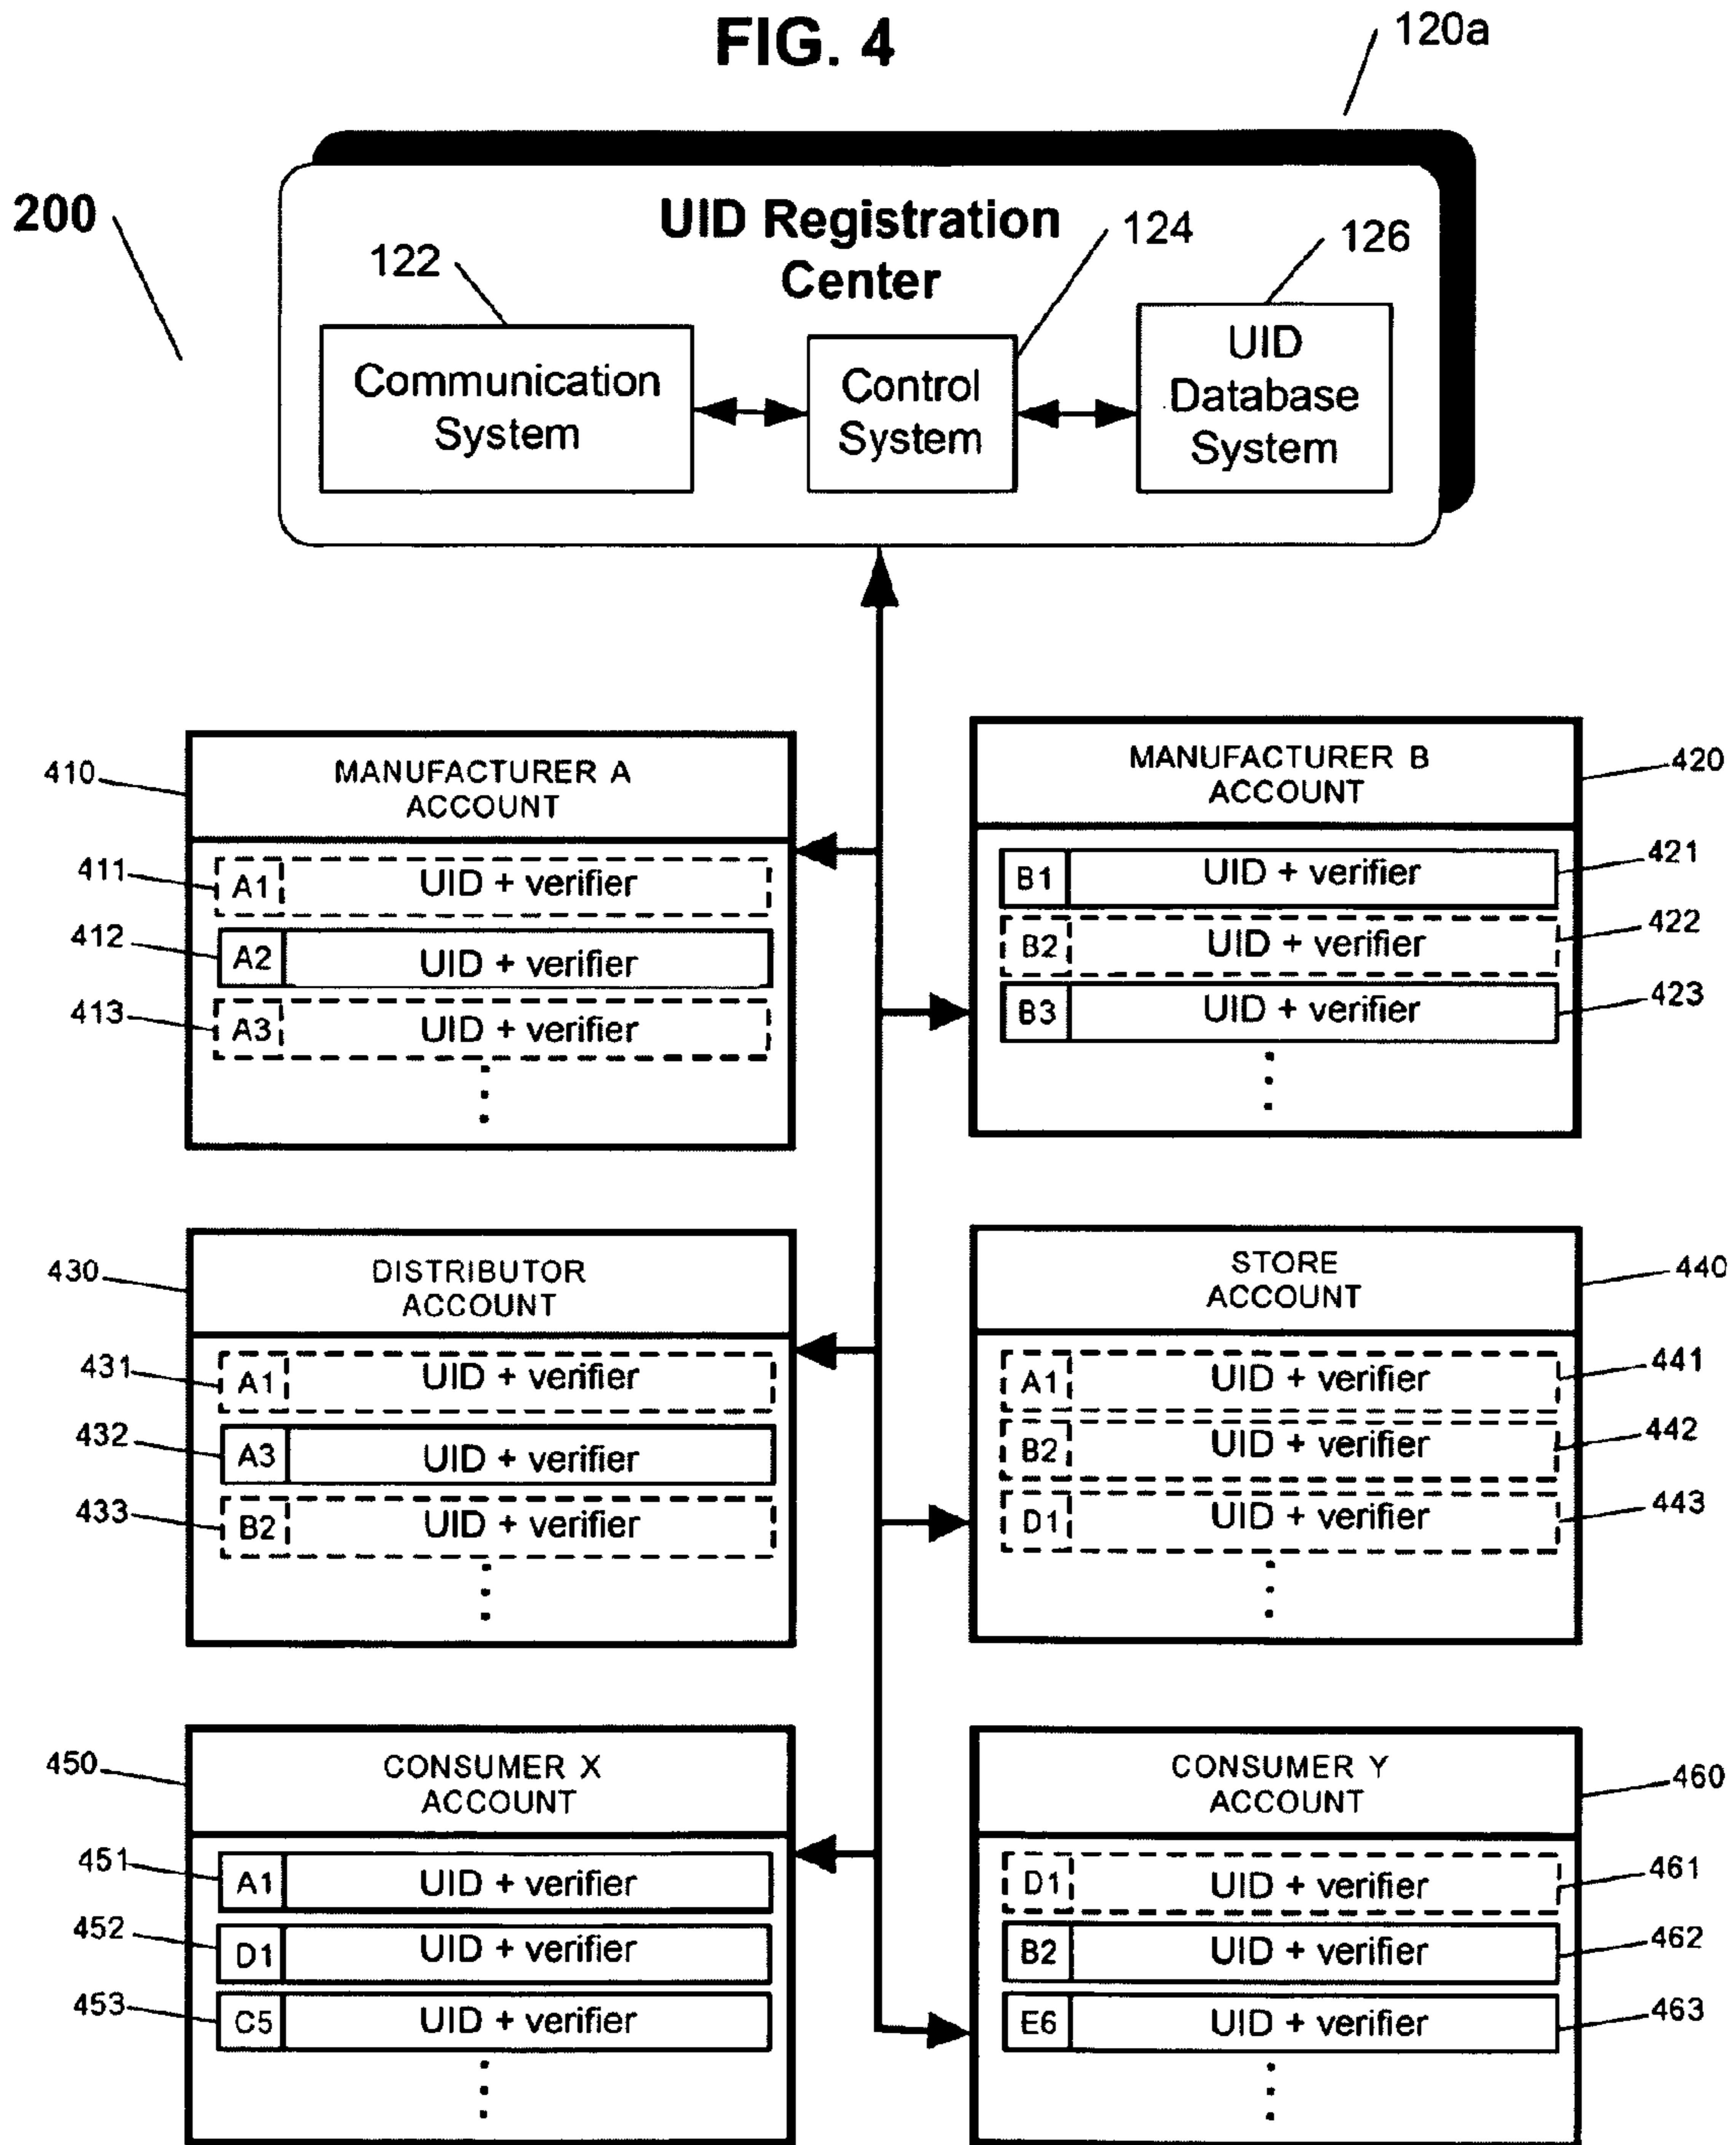 FIG. 4
120a
200
UID Registration
Center
122
124
126
Communication
System
Control
System
UID
Database
System
410
MANUFACTURER A
ACCOUNT
411
A1 UID + verifier
412
A2 UID + verifier
413
A3 UID + verifier
MANUFACTURER B
ACCOUNT
420
B1 UID + verifier
421
B2 UID + verifier
422
B3 UID + verifier
423
430
DISTRIBUTOR
ACCOUNT
431
A1 UID + verifier
432
A3 UID + verifier
433
B2 UID + verifier
STORE
ACCOUNT
440
A1 UID + verifier
441
B2 UID + verifier
442
D1 UID + verifier
443
450
CONSUMER X
ACCOUNT
451
A1 UID + verifier
452
D1 UID + verifier
453
C5 UID + verifier
CONSUMER Y
ACCOUNT
460
D1 UID + verifier
461
B2 UID + verifier
462
E6 UID + verifier
463